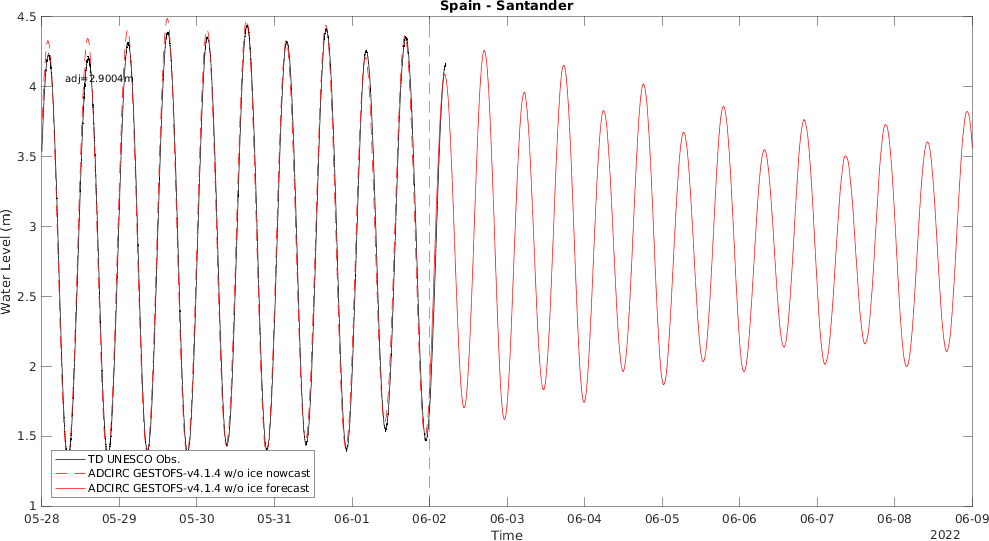 Spain - Santander
4.5
4
3.5
3
2.5
2
1.5
1
Water Level (m)
adj=2.9004m
TD UNESCO Obs.
ADCIRC GESTOFS-v4.1.4 w/o ice nowcast
ADCIRC GESTOFS-v4.1.4 w/o ice forecast
05-28 05-29 05-30 05-31 06-01 06-02 06-03 06-04 06-05 06-06 06-07 06-08 06-09
Time
2022